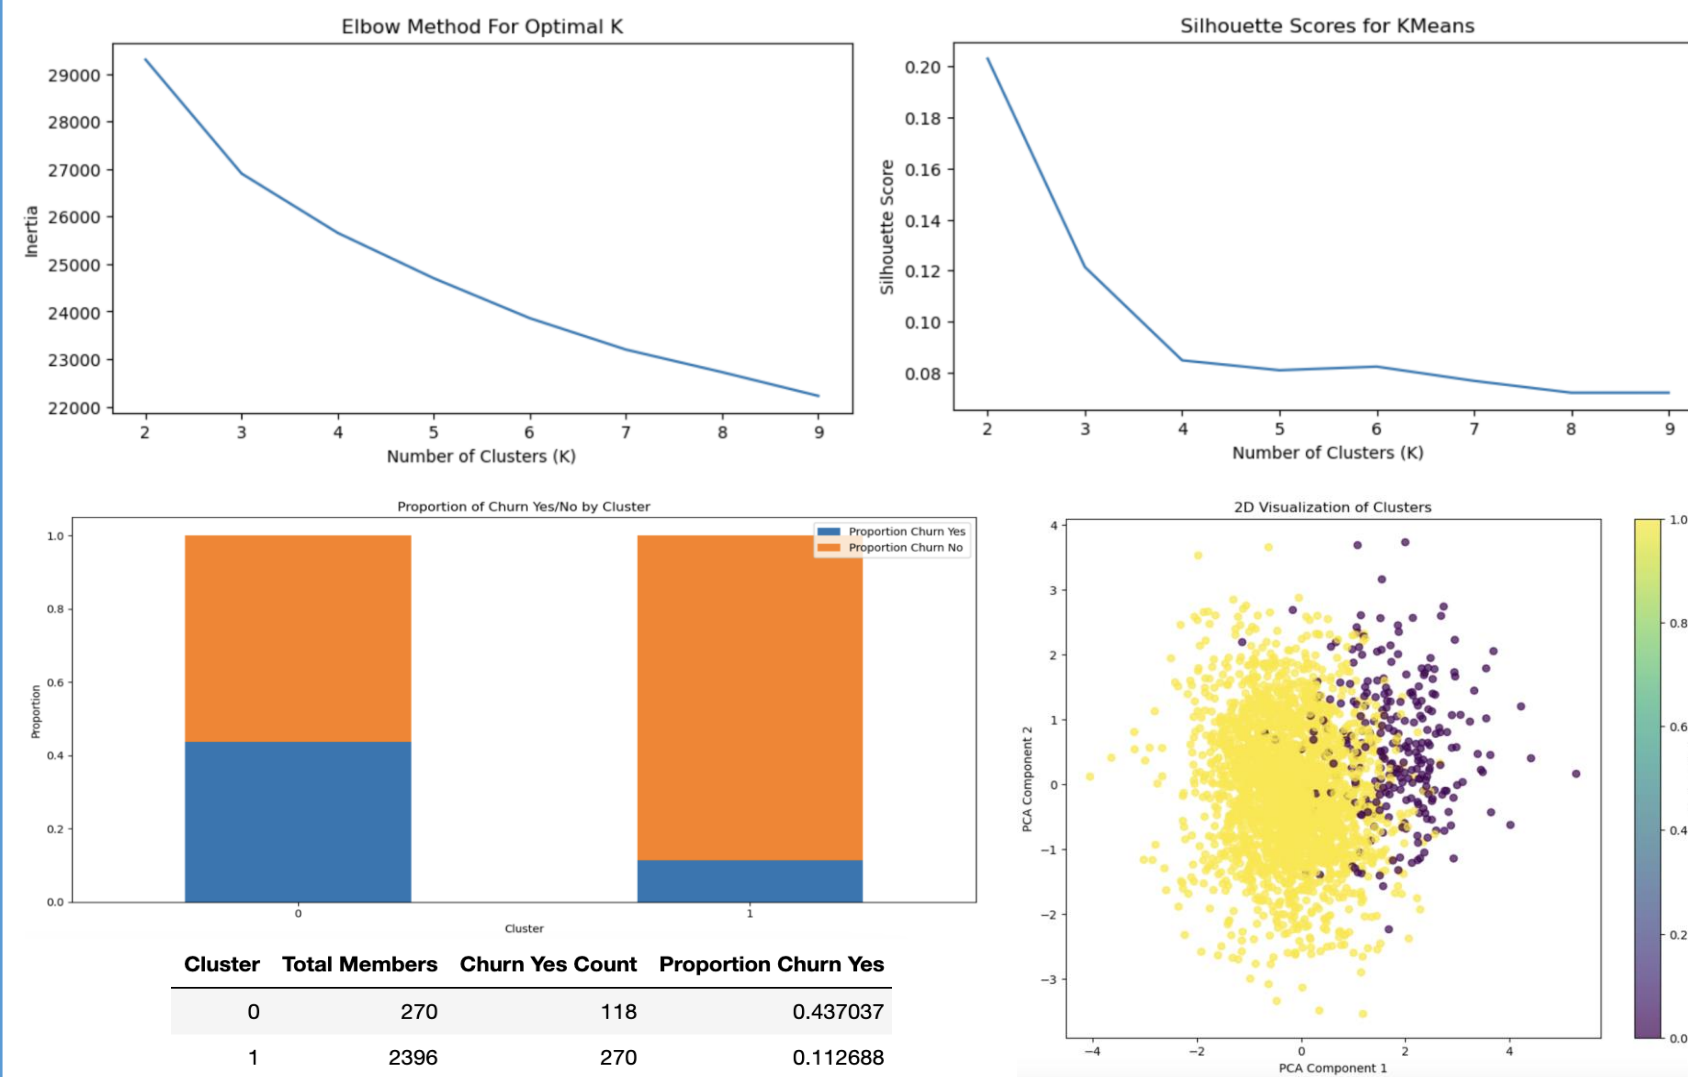 Elbow Method For Optimal K
29000
28000
27000
26000
25000
24000
23000
22000
Inertia
2 3 4 5 6 7 8 9
Number of Clusters (K)
Silhouette Scores for KMeans
0.20
0.18
0.16
0.14
0.12
0.10
0.08
Silhouette Score
2 3 4 5 6 7 8 9
Number of Clusters (K)
Proportion of Churn Yes/No by Cluster
Proportion Churn Yes
Proportion Churn No
1.0
0.8
0.6
0.4
0.2
0.0
Proportion
0 1
Cluster
2D Visualization of Clusters
4
3
2
1
0
−1
−2
−3
PCA Component 2
−4 −2 0 2 4
PCA Component 1
1.0
0.8
0.6
0.4
0.2
0.0
Cluster Total Members Churn Yes Count Proportion Churn Yes
0 270 118 0.437037
1 2396 270 0.112688